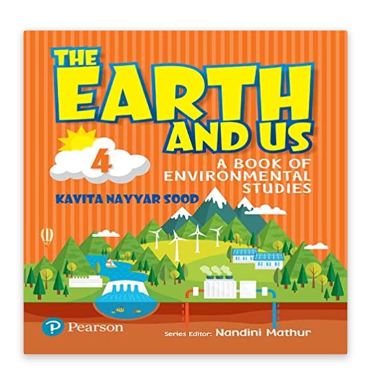 THE
EARTH
AND US
4
A BOOK OF
ENVIRONMENTAL
STUDIES
KAVITA NAYYAR SOOD
P Pearson
Series Editor: Nandini Mathur